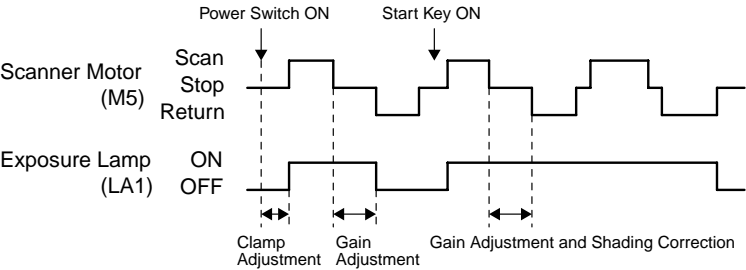 Power Switch ON
Start Key ON
Scanner Motor
(M5)
Scan
Stop
Return
Exposure Lamp
(LA1)
ON
OFF
Clamp
Adjustment
Gain
Adjustment
Gain Adjustment and Shading Correction